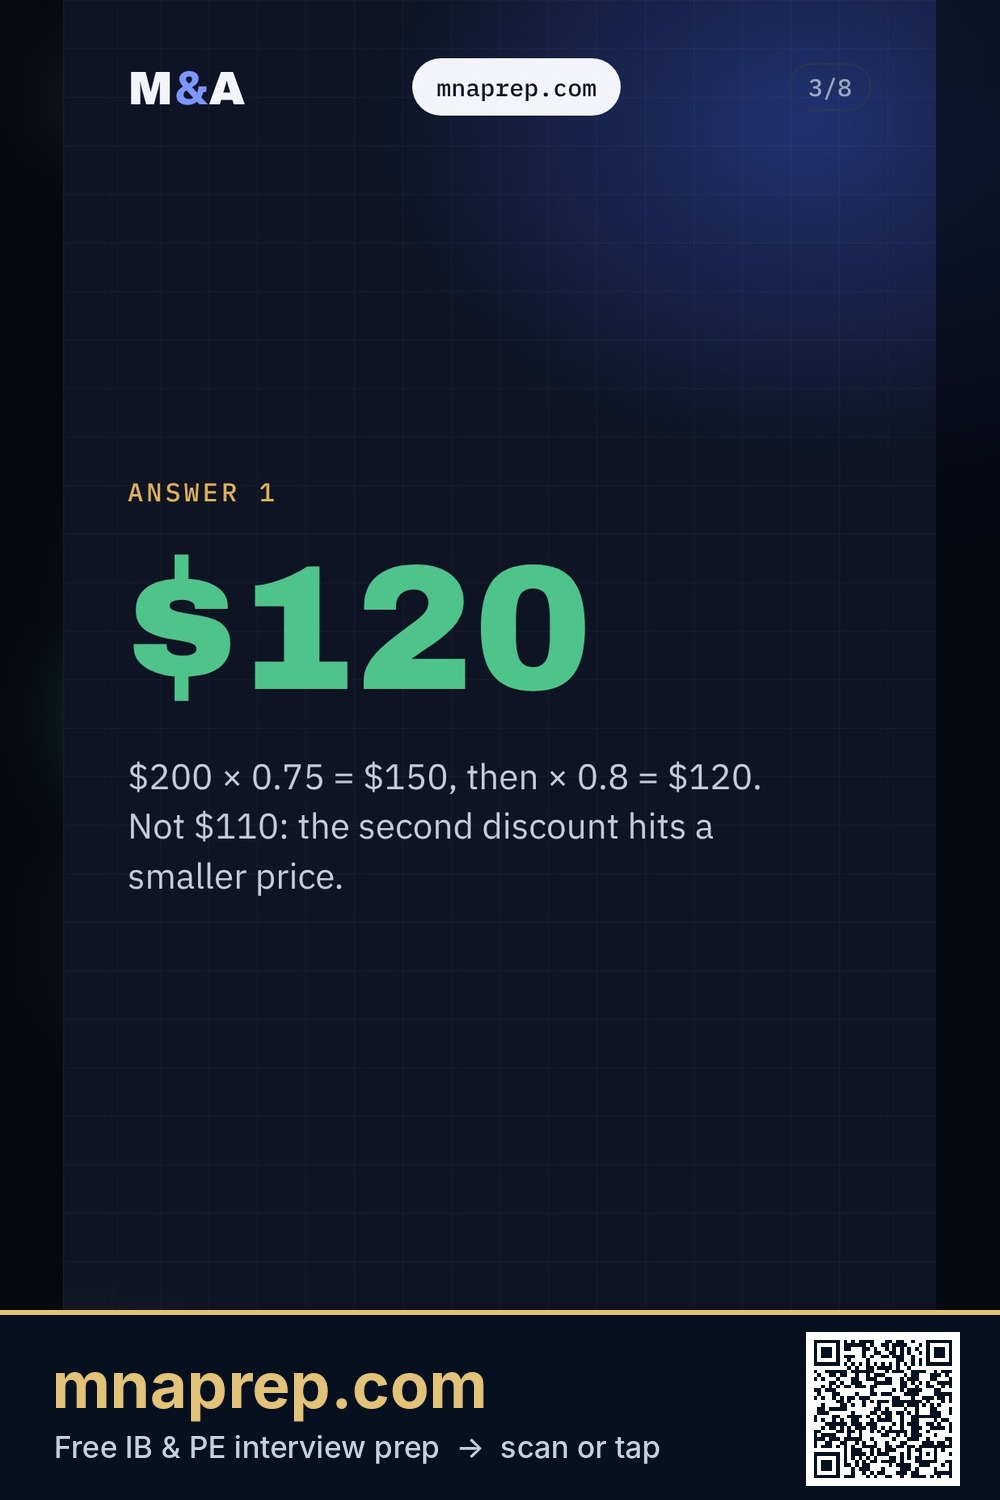 M&A
mnaprep.com
3/8
ANSWER 1
$120
$200 × 0.75 = $150, then × 0.8 = $120.
Not $110: the second discount hits a
smaller price.
mnaprep.com
Free IB & PE interview prep → scan or tap